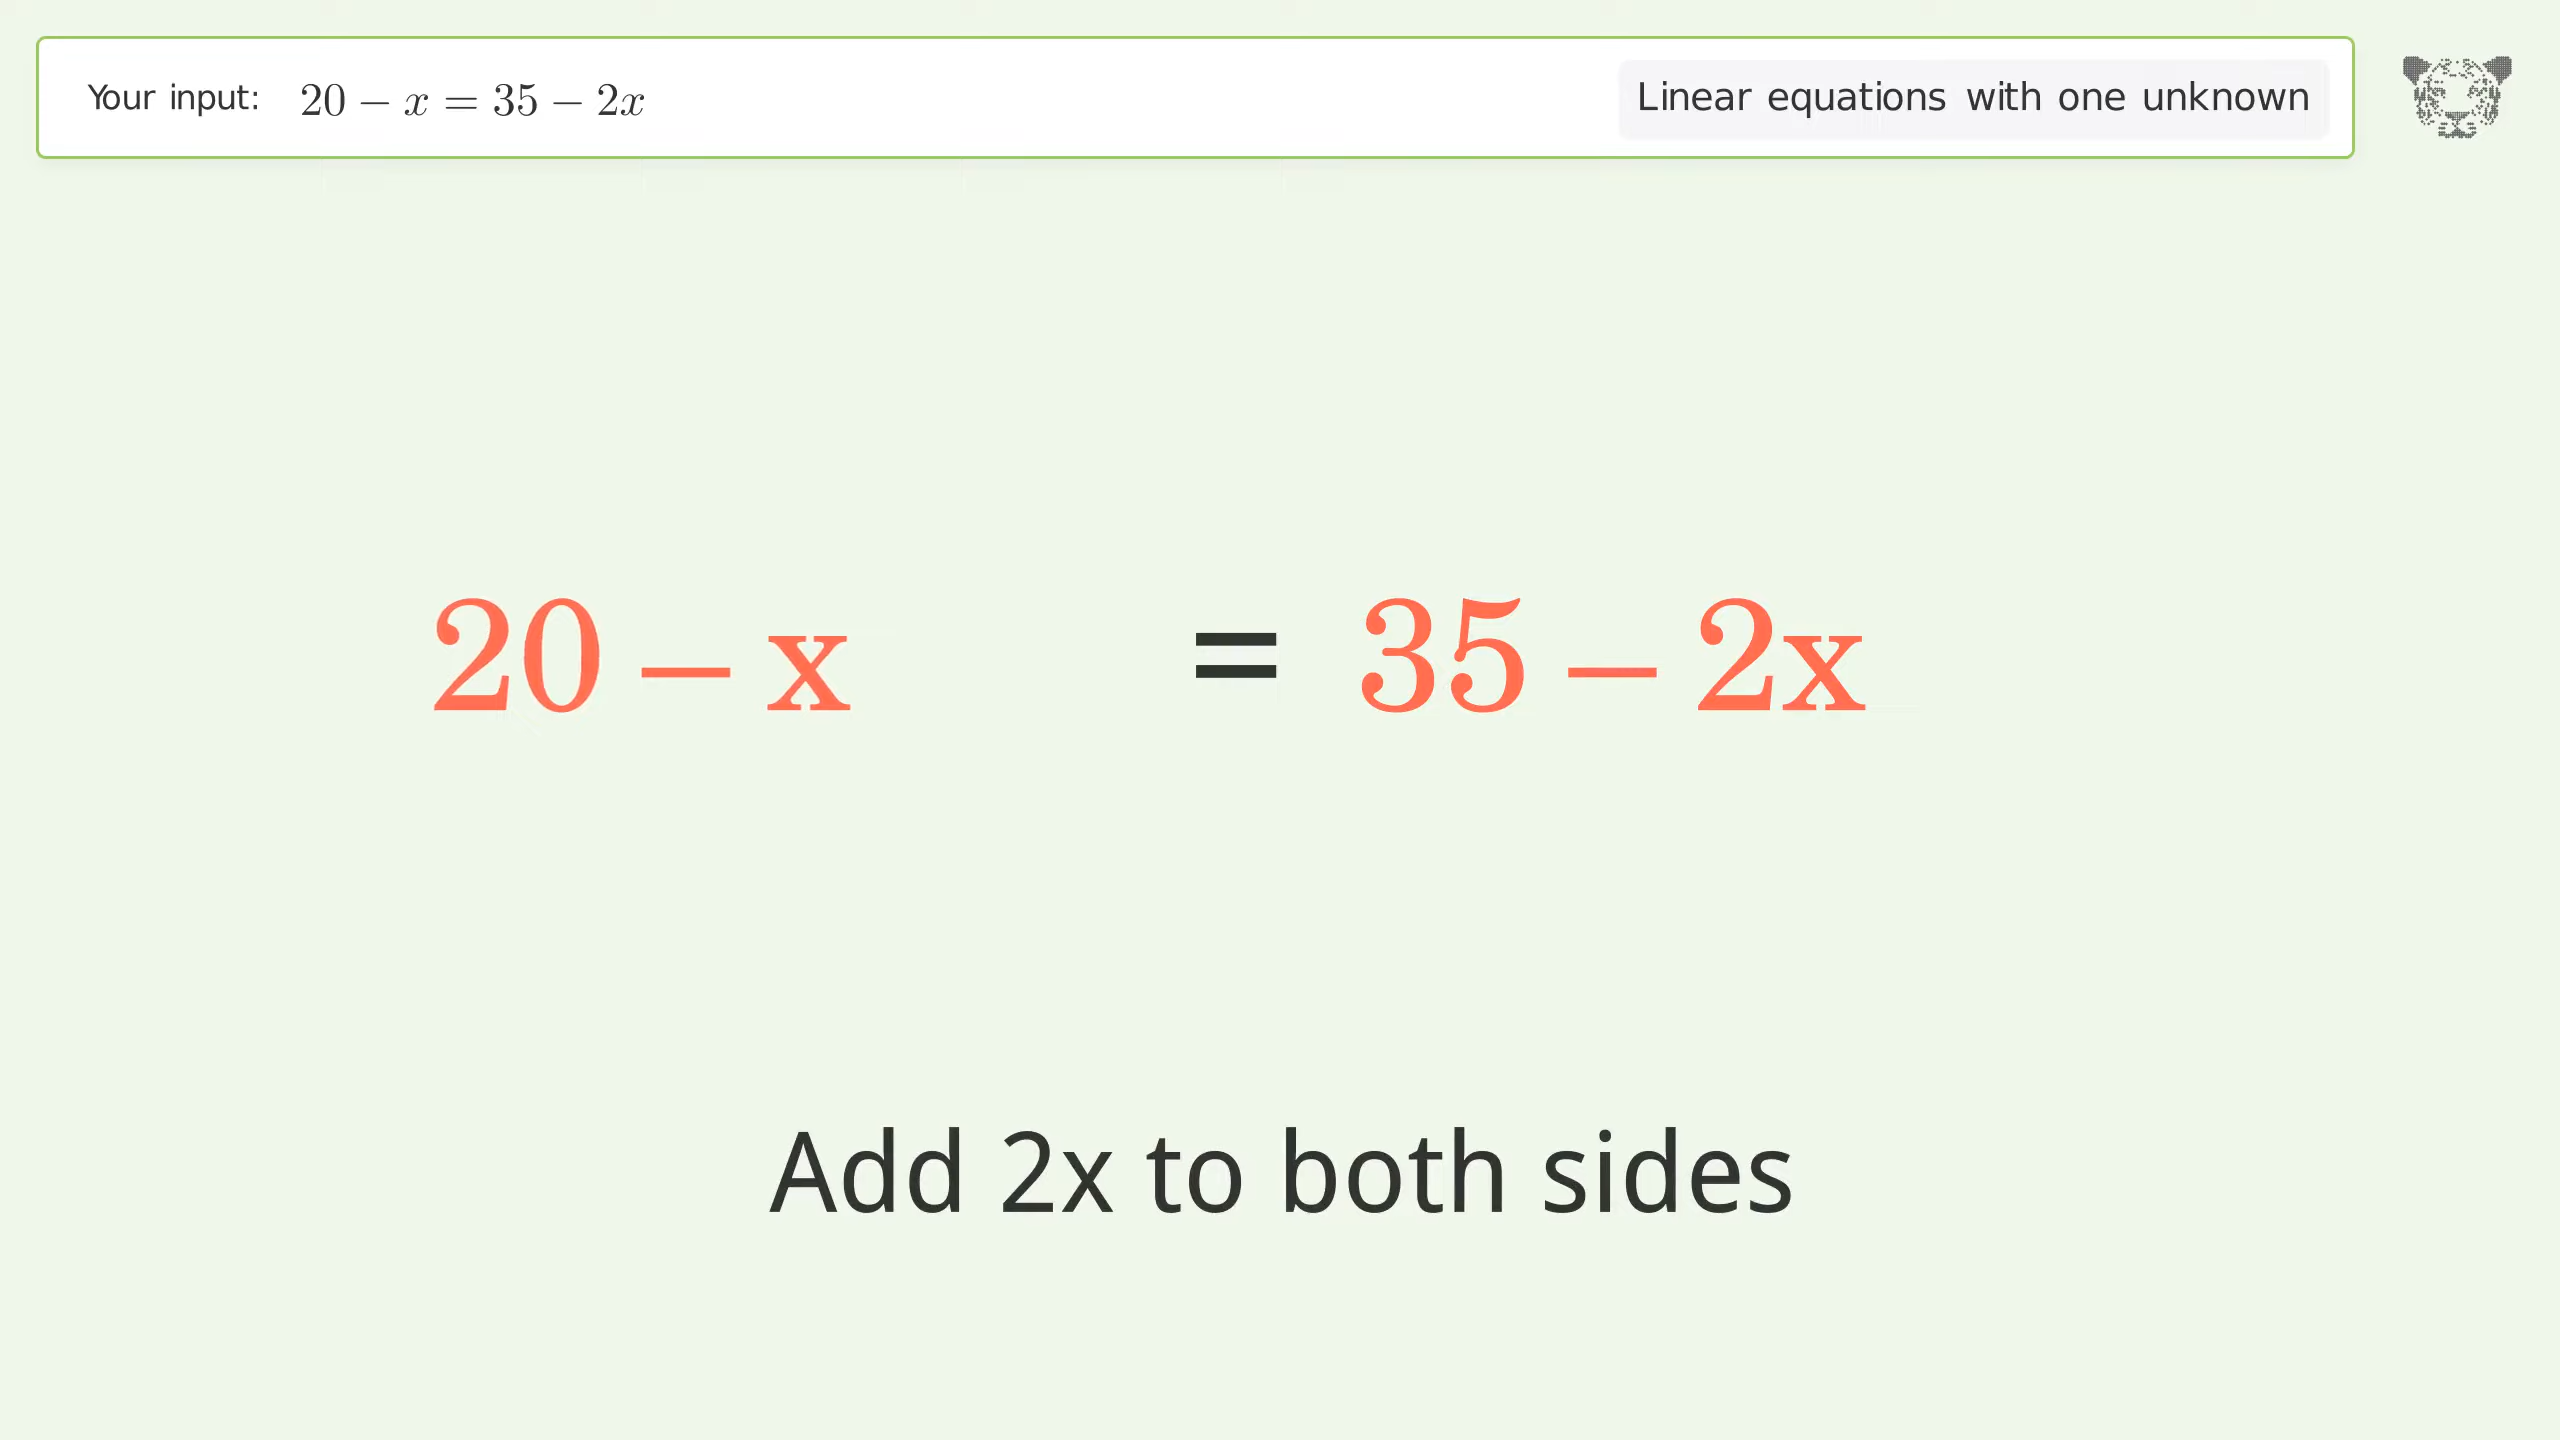 Your input: 20 − x = 35 − 2x
Linear equations with one unknown
20 − x = 35 − 2x
Add 2x to both sides